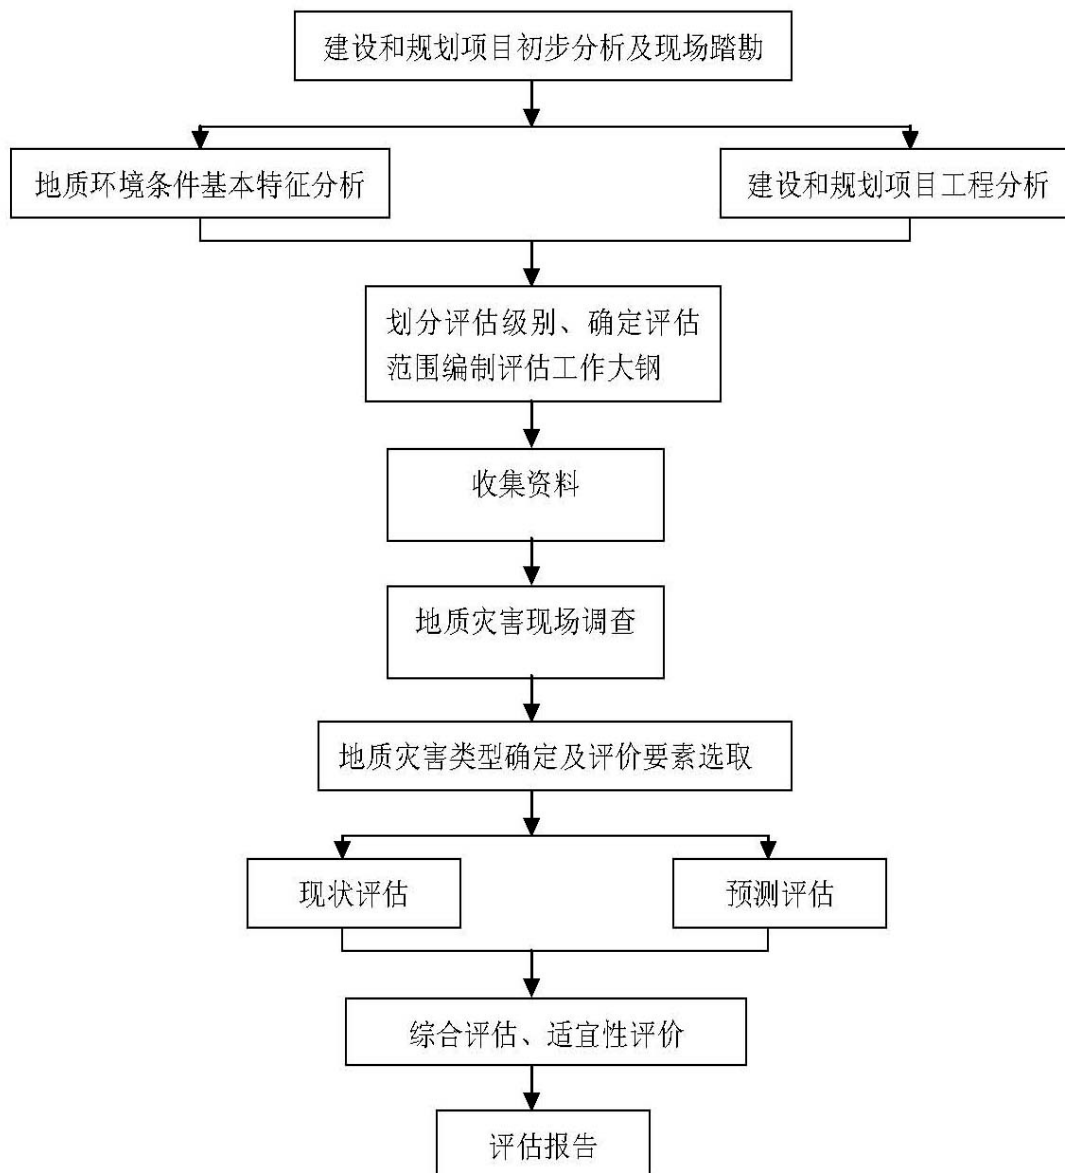 建设和规划项目初步分析及现场踏勘
地质环境条件基本特征分析
建设和规划项目工程分析
划分评估级别、确定评估
范围编制评估工作大钢
收集资料
地质灾害现场调查
地质灾害类型确定及评价要素选取
现状评估
预测评估
综合评估、适宜性评价
评估报告